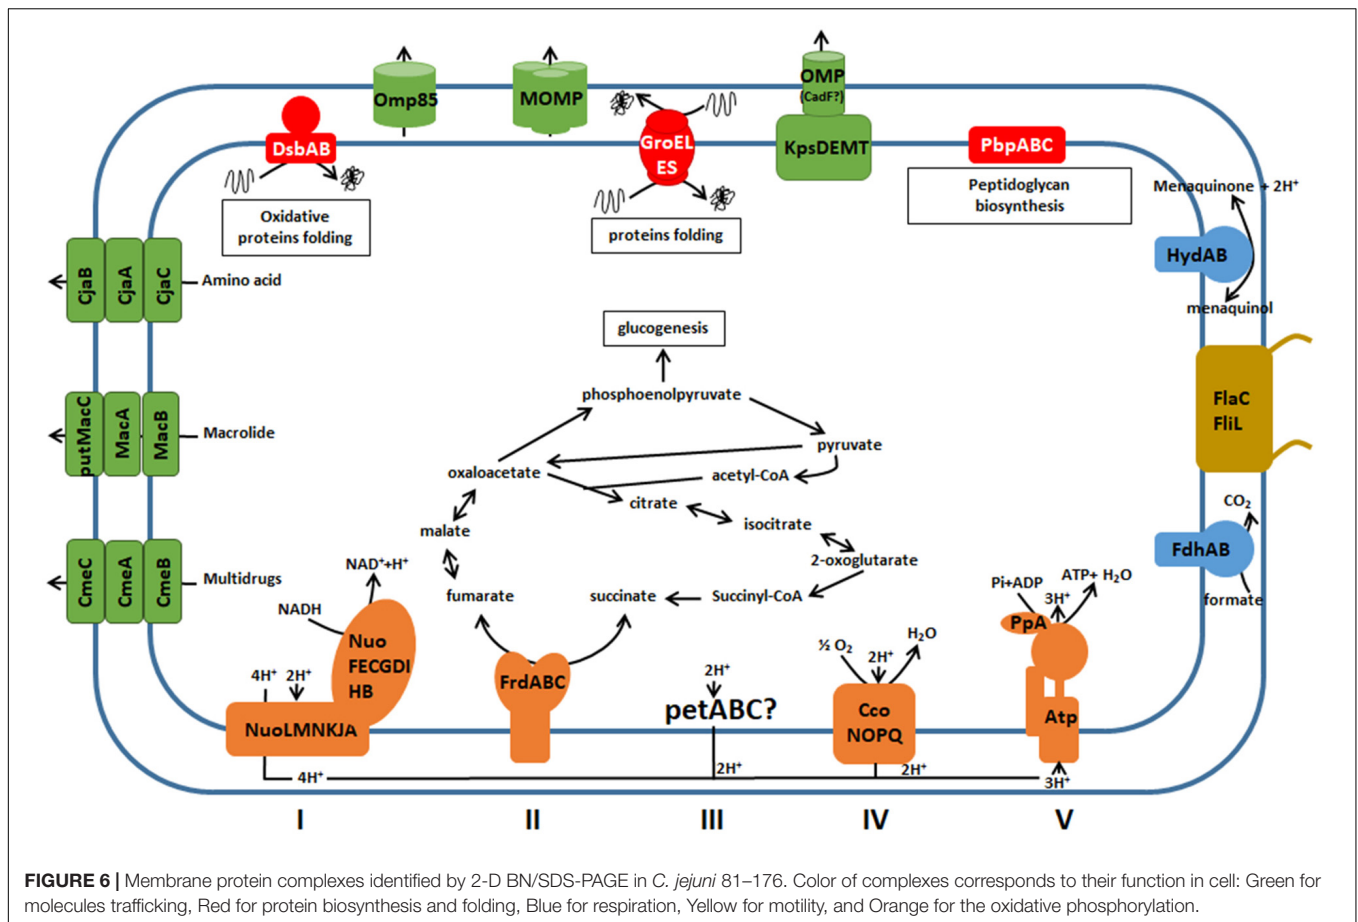 Omp85
MOMP
OMP
(CadF?)
KpsDEMT
DsbAB
GroEL
ES
PbpABC
Oxidative
proteins folding
proteins folding
Peptidoglycan
biosynthesis
Menaquinone + 2H⁺
HydAB
menaquinol
CjaB
CjaA
CjaC
Amino acid
putMacC
MacA
MacB
Macrolide
CmeC
CmeA
CmeB
Multidrugs
FlaC
FliL
CO₂
FdhAB
formate
glucogenesis
phosphoenolpyruvate
pyruvate
oxaloacetate
acetyl-CoA
citrate
isocitrate
malate
2-oxoglutarate
fumarate
succinate
Succinyl-CoA
NAD⁺+H⁺
NADH
Nuo
FECGDI
HB
4H⁺
2H⁺
NuoLMNKJA
4H⁺
FrdABC
2H⁺
petABC?
2H⁺
½ O₂
2H⁺
H₂O
Cco
NOPQ
2H⁺
Pi+ADP
ATP+ H₂O
3H⁺
PpA
Atp
3H⁺
I
II
III
IV
V
FIGURE 6 | Membrane protein complexes identified by 2-D BN/SDS-PAGE in C. jejuni 81–176. Color of complexes corresponds to their function in cell: Green for
molecules trafficking, Red for protein biosynthesis and folding, Blue for respiration, Yellow for motility, and Orange for the oxidative phosphorylation.